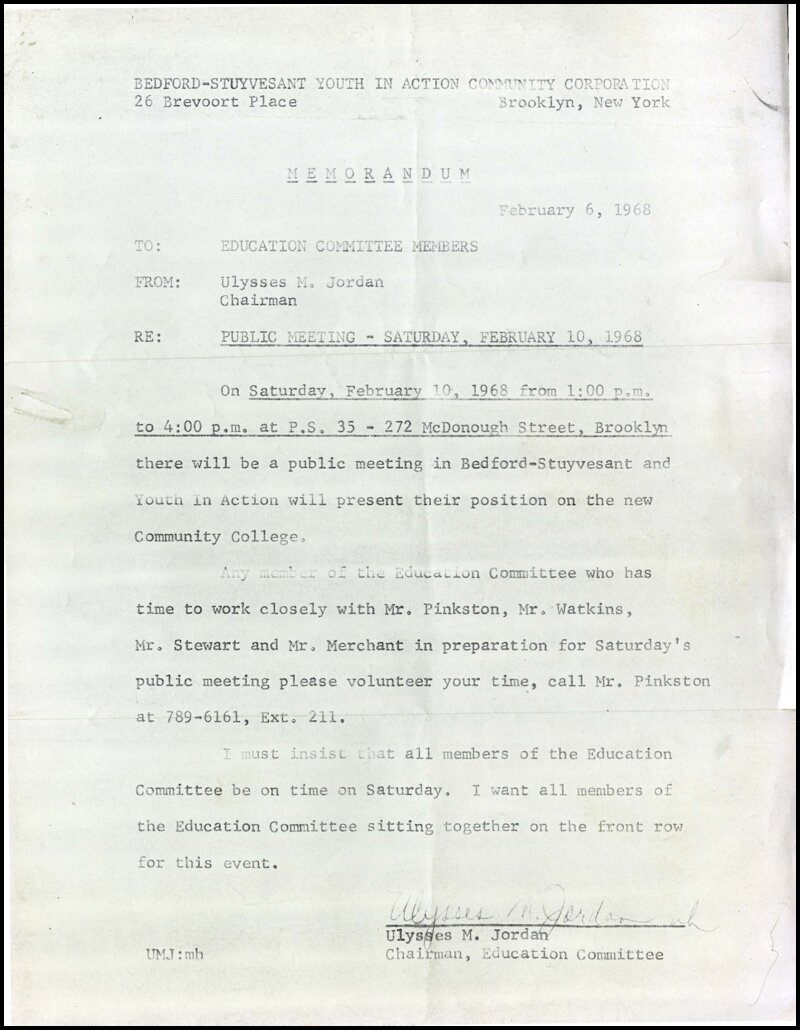 BEDFORD-STUYVESANT YOUTH IN ACTION COMMUNITY CORPORATION
26 Brevoort Place Brooklyn, New York
M E M O R A N D U M
February 6, 1968
TO: EDUCATION COMMITTEE MEMBERS
FROM: Ulysses M. Jordan
Chairman
RE: PUBLIC MEETING - SATURDAY, FEBRUARY 10, 1968
On Saturday, February 10, 1968 from 1:00 p.m.
to 4:00 p.m. at P.S. 35 - 272 McDonough Street, Brooklyn
there will be a public meeting in Bedford-Stuyvesant and
Youth In Action will present their position on the new
Community College.
Any member of the Education Committee who has
time to work closely with Mr. Pinkston, Mr. Watkins,
Mr. Stewart and Mr. Merchant in preparation for Saturday's
public meeting please volunteer your time, call Mr. Pinkston
at 789-6161, Ext. 211.
I must insist that all members of the Education
Committee be on time on Saturday. I want all members of
the Education Committee sitting together on the front row
for this event.
Ulysses M. Jordan mh
Ulysses M. Jordan
UMJ:mh Chairman, Education Committee